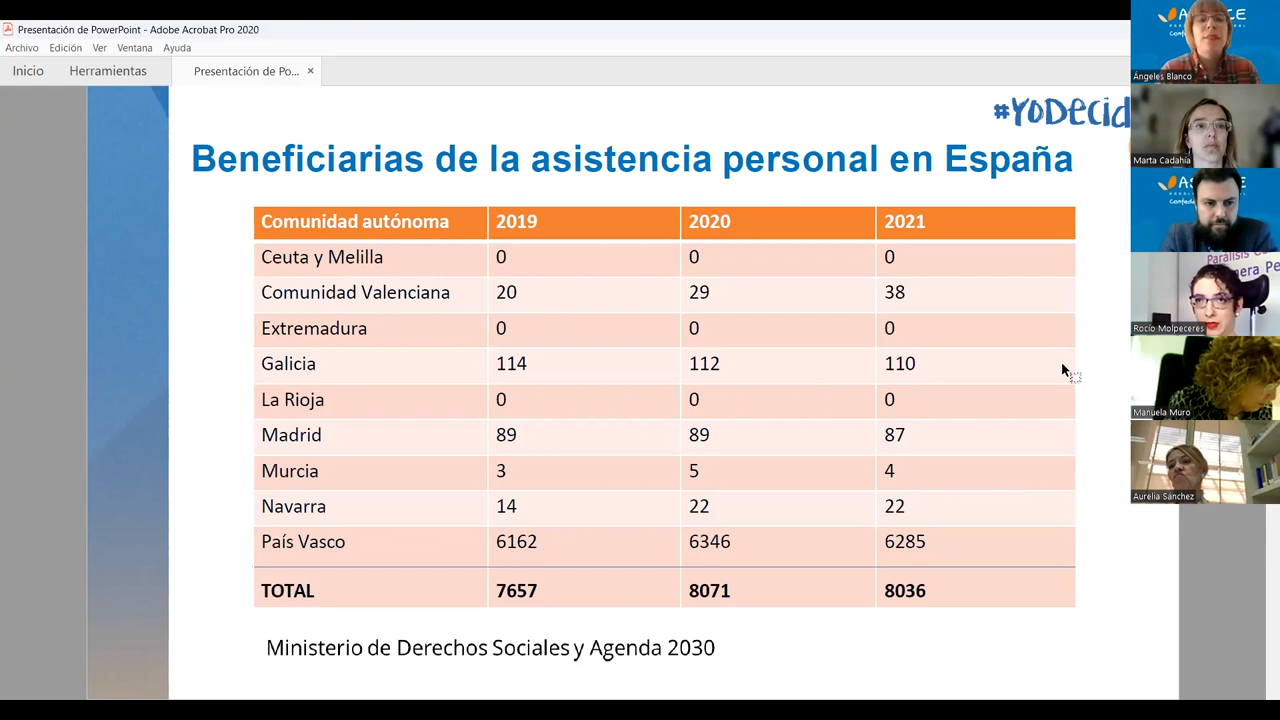 Presentación de PowerPoint - Adobe Acrobat Pro 2020
Archivo Edición Ver Ventana Ayuda
Inicio Herramientas Presentación de Po... ×
#YoDecid
Beneficiarias de la asistencia personal en España
Comunidad autónoma 2019 2020 2021
Ceuta y Melilla 0 0 0
Comunidad Valenciana 20 29 38
Extremadura 0 0 0
Galicia 114 112 110
La Rioja 0 0 0
Madrid 89 89 87
Murcia 3 5 4
Navarra 14 22 22
País Vasco 6162 6346 6285
TOTAL 7657 8071 8036
Ministerio de Derechos Sociales y Agenda 2030
Ángeles Blanco
Marta Cadahía
Rocío Molpeceres
Manuela Muro
Aurelia Sánchez